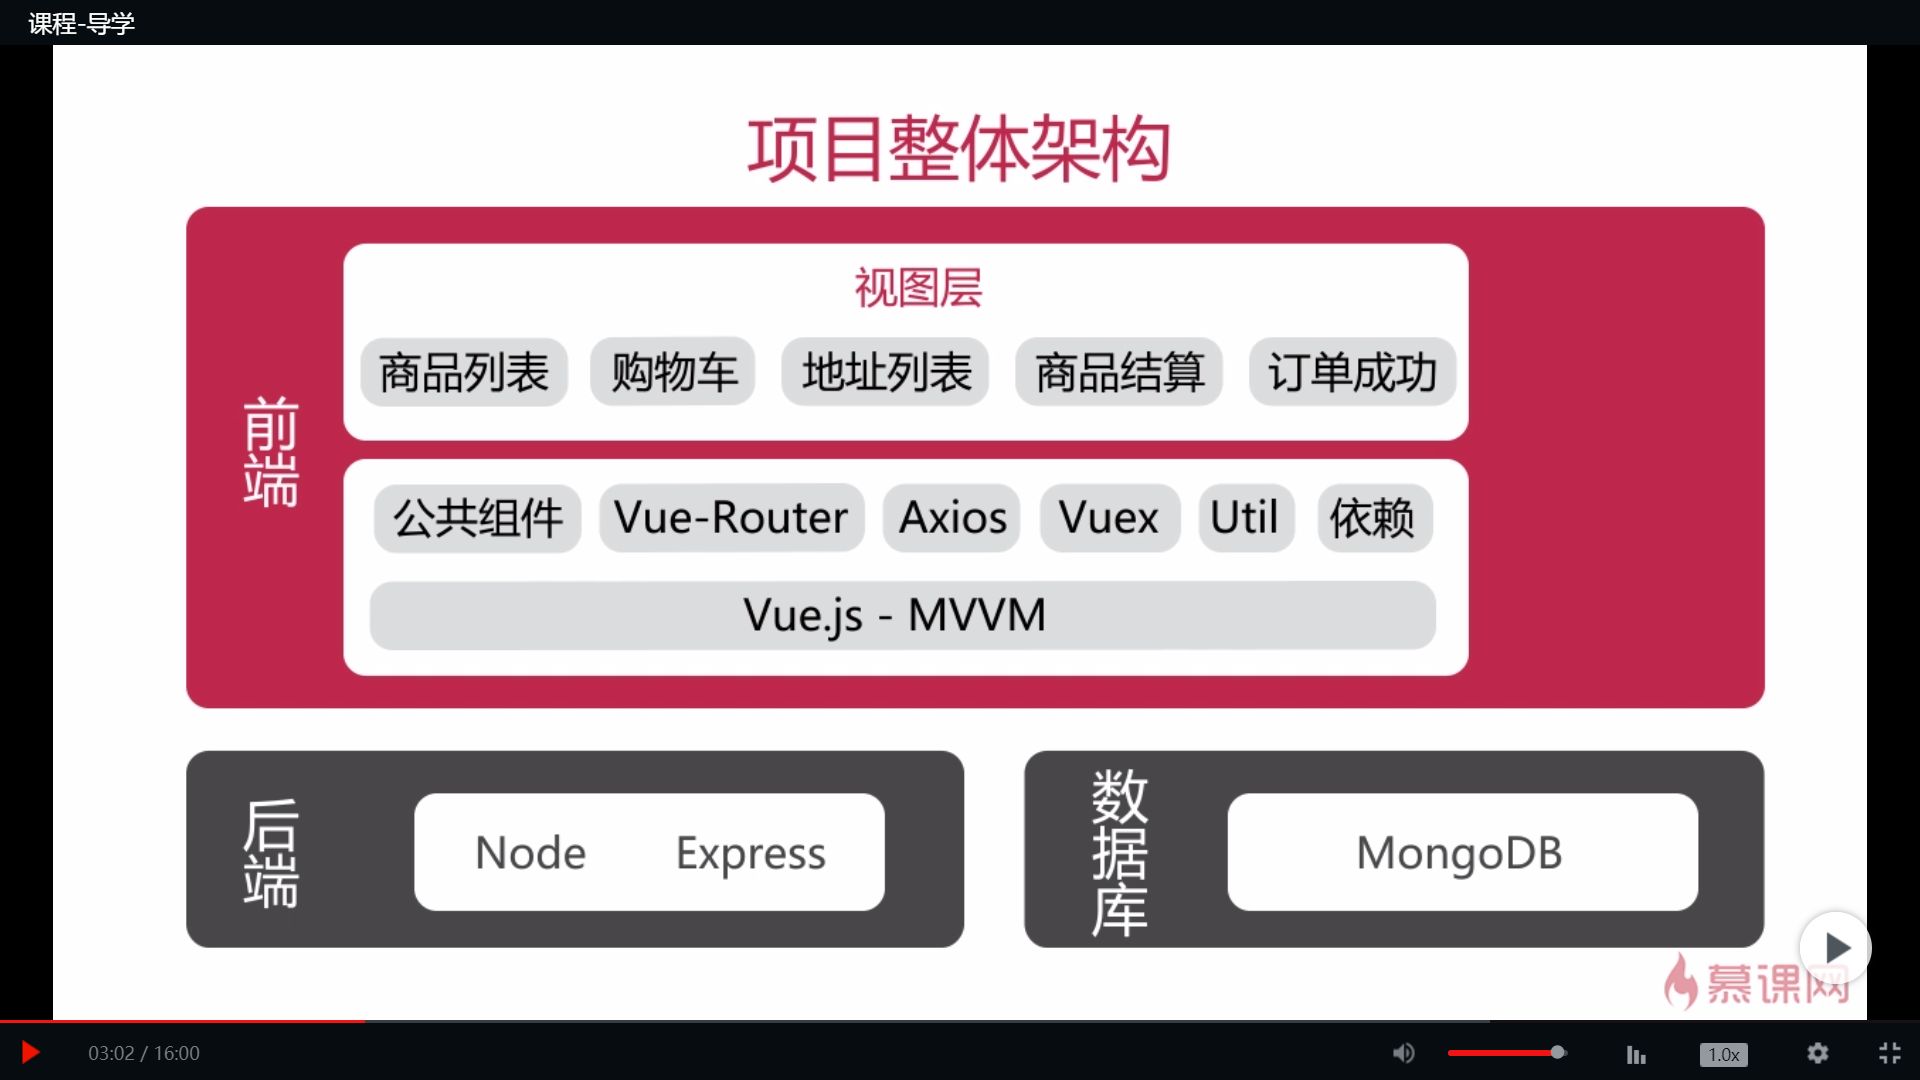 课程-导学
项目整体架构
前端
视图层
商品列表 购物车 地址列表 商品结算 订单成功
公共组件 Vue-Router Axios Vuex Util 依赖
Vue.js - MVVM
后端
Node Express
数据库
MongoDB
慕课网
03:02 / 16:00
1.0x